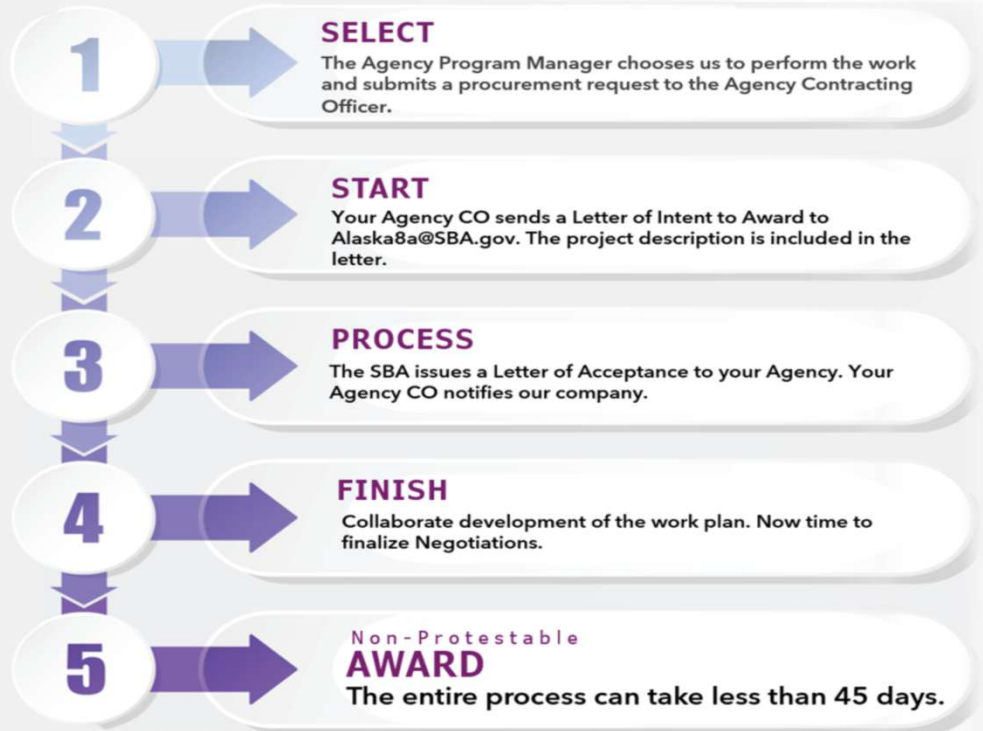 1
SELECT
The Agency Program Manager chooses us to perform the work
and submits a procurement request to the Agency Contracting
Officer.
2
START
Your Agency CO sends a Letter of Intent to Award to
Alaska8a@SBA.gov. The project description is included in the
letter.
3
PROCESS
The SBA issues a Letter of Acceptance to your Agency. Your
Agency CO notifies our company.
4
FINISH
Collaborate development of the work plan. Now time to
finalize Negotiations.
5
Non-Protestable
AWARD
The entire process can take less than 45 days.